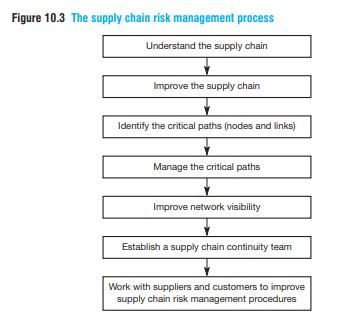 Figure 10.3 The supply chain risk management process
Understand the supply chain
Improve the supply chain
Identify the critical paths (nodes and links)
Manage the critical paths
Improve network visibility
Establish a supply chain continuity team
Work with suppliers and customers to improve
supply chain risk management procedures